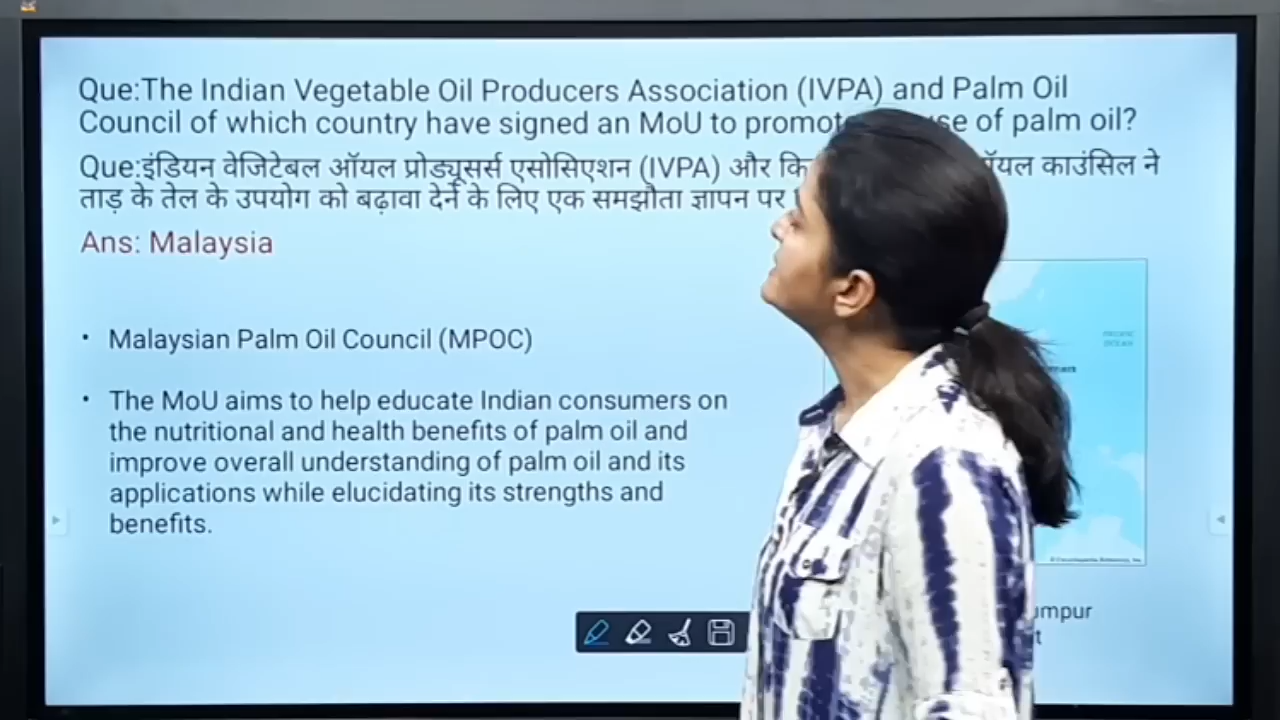 Que:The Indian Vegetable Oil Producers Association (IVPA) and Palm Oil
Council of which country have signed an MoU to promote use of palm oil?
Que:इंडियन वेजिटेबल ऑयल प्रोड्यूसर्स एसोसिएशन (IVPA) और काउंसिल ने
ताड़ के तेल के उपयोग को बढ़ावा देने के लिए एक समझौता ज्ञापन पर
Ans: Malaysia
• Malaysian Palm Oil Council (MPOC)
• The MoU aims to help educate Indian consumers on
the nutritional and health benefits of palm oil and
improve overall understanding of palm oil and its
applications while elucidating its strengths and
benefits.